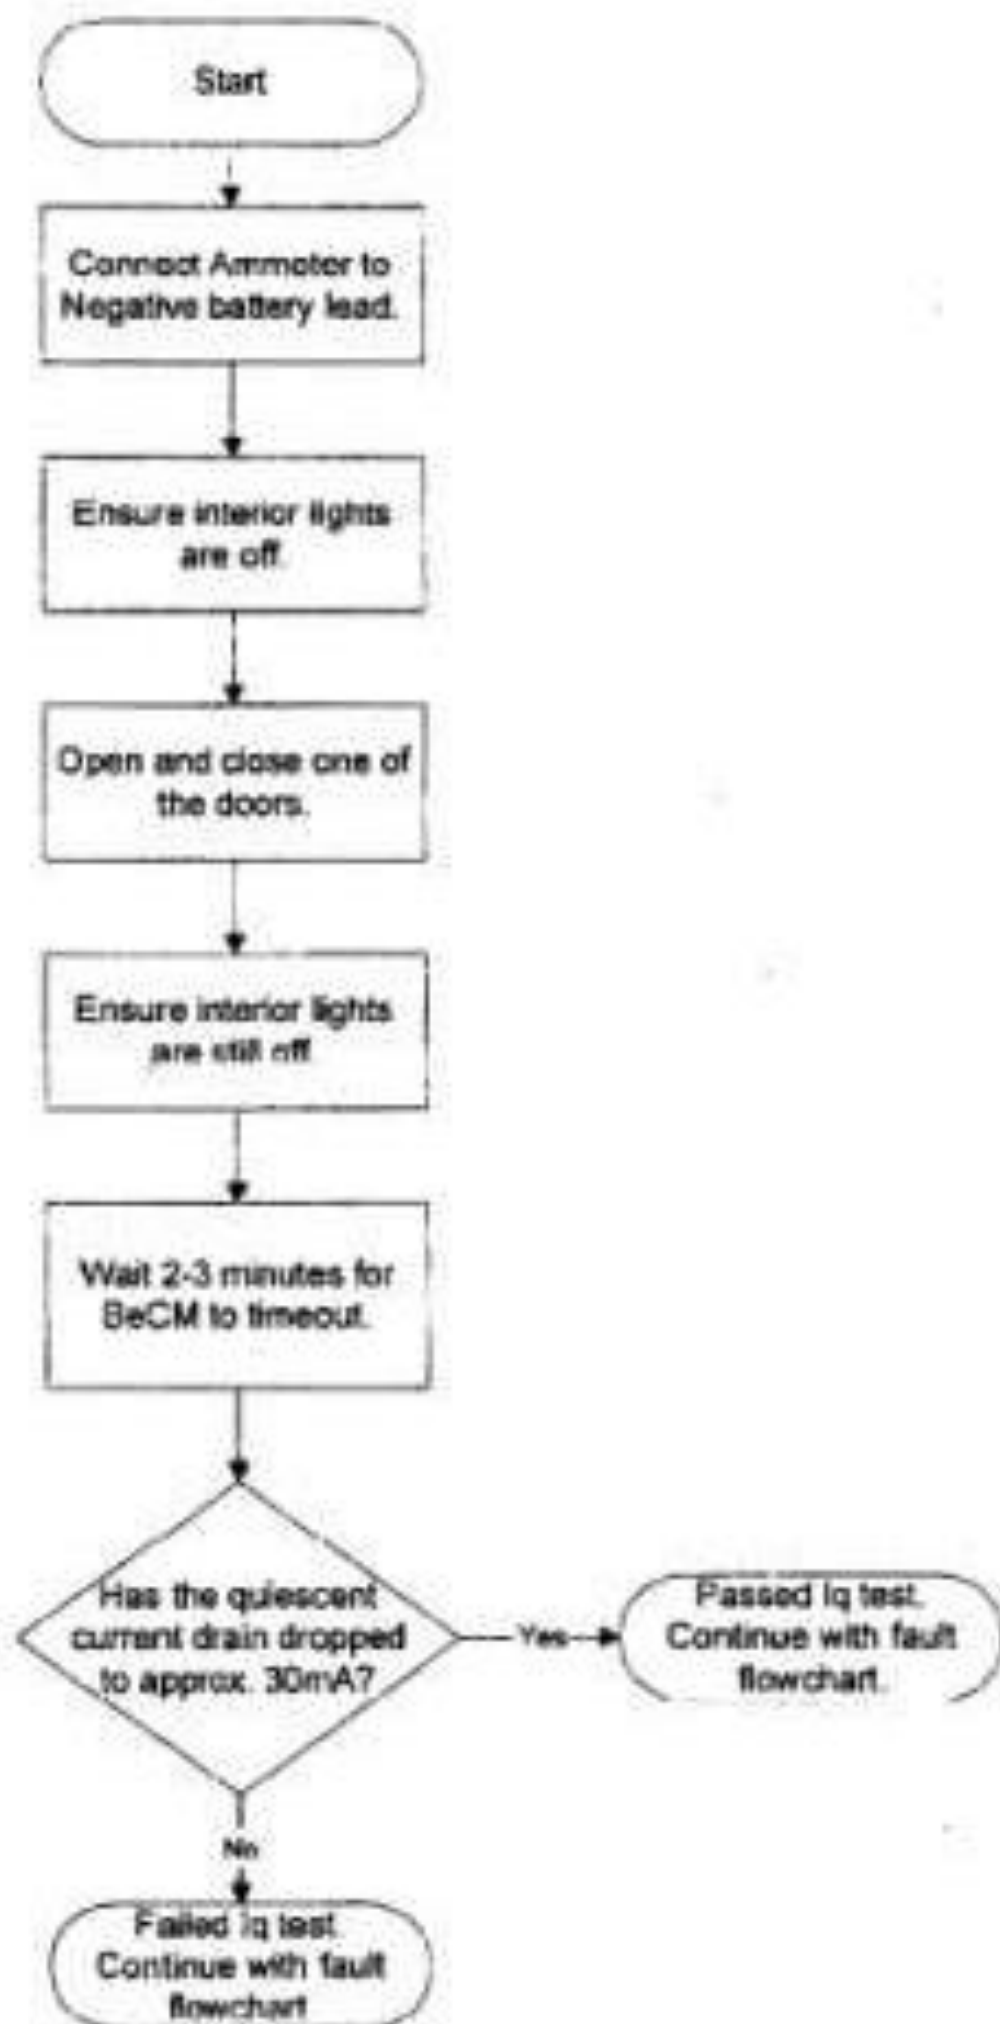 Start
Connect Ammeter to
Negative battery lead.
Ensure interior lights
are off.
Open and close one of
the doors.
Ensure interior lights
are still off
Wait 2-3 minutes for
BeCM to timeout.
Has the quiescent
current drain dropped
to approx. 30mA?
Yes
Passed Iq test.
Continue with fault
flowchart.
No
Failed Iq test.
Continue with fault
flowchart